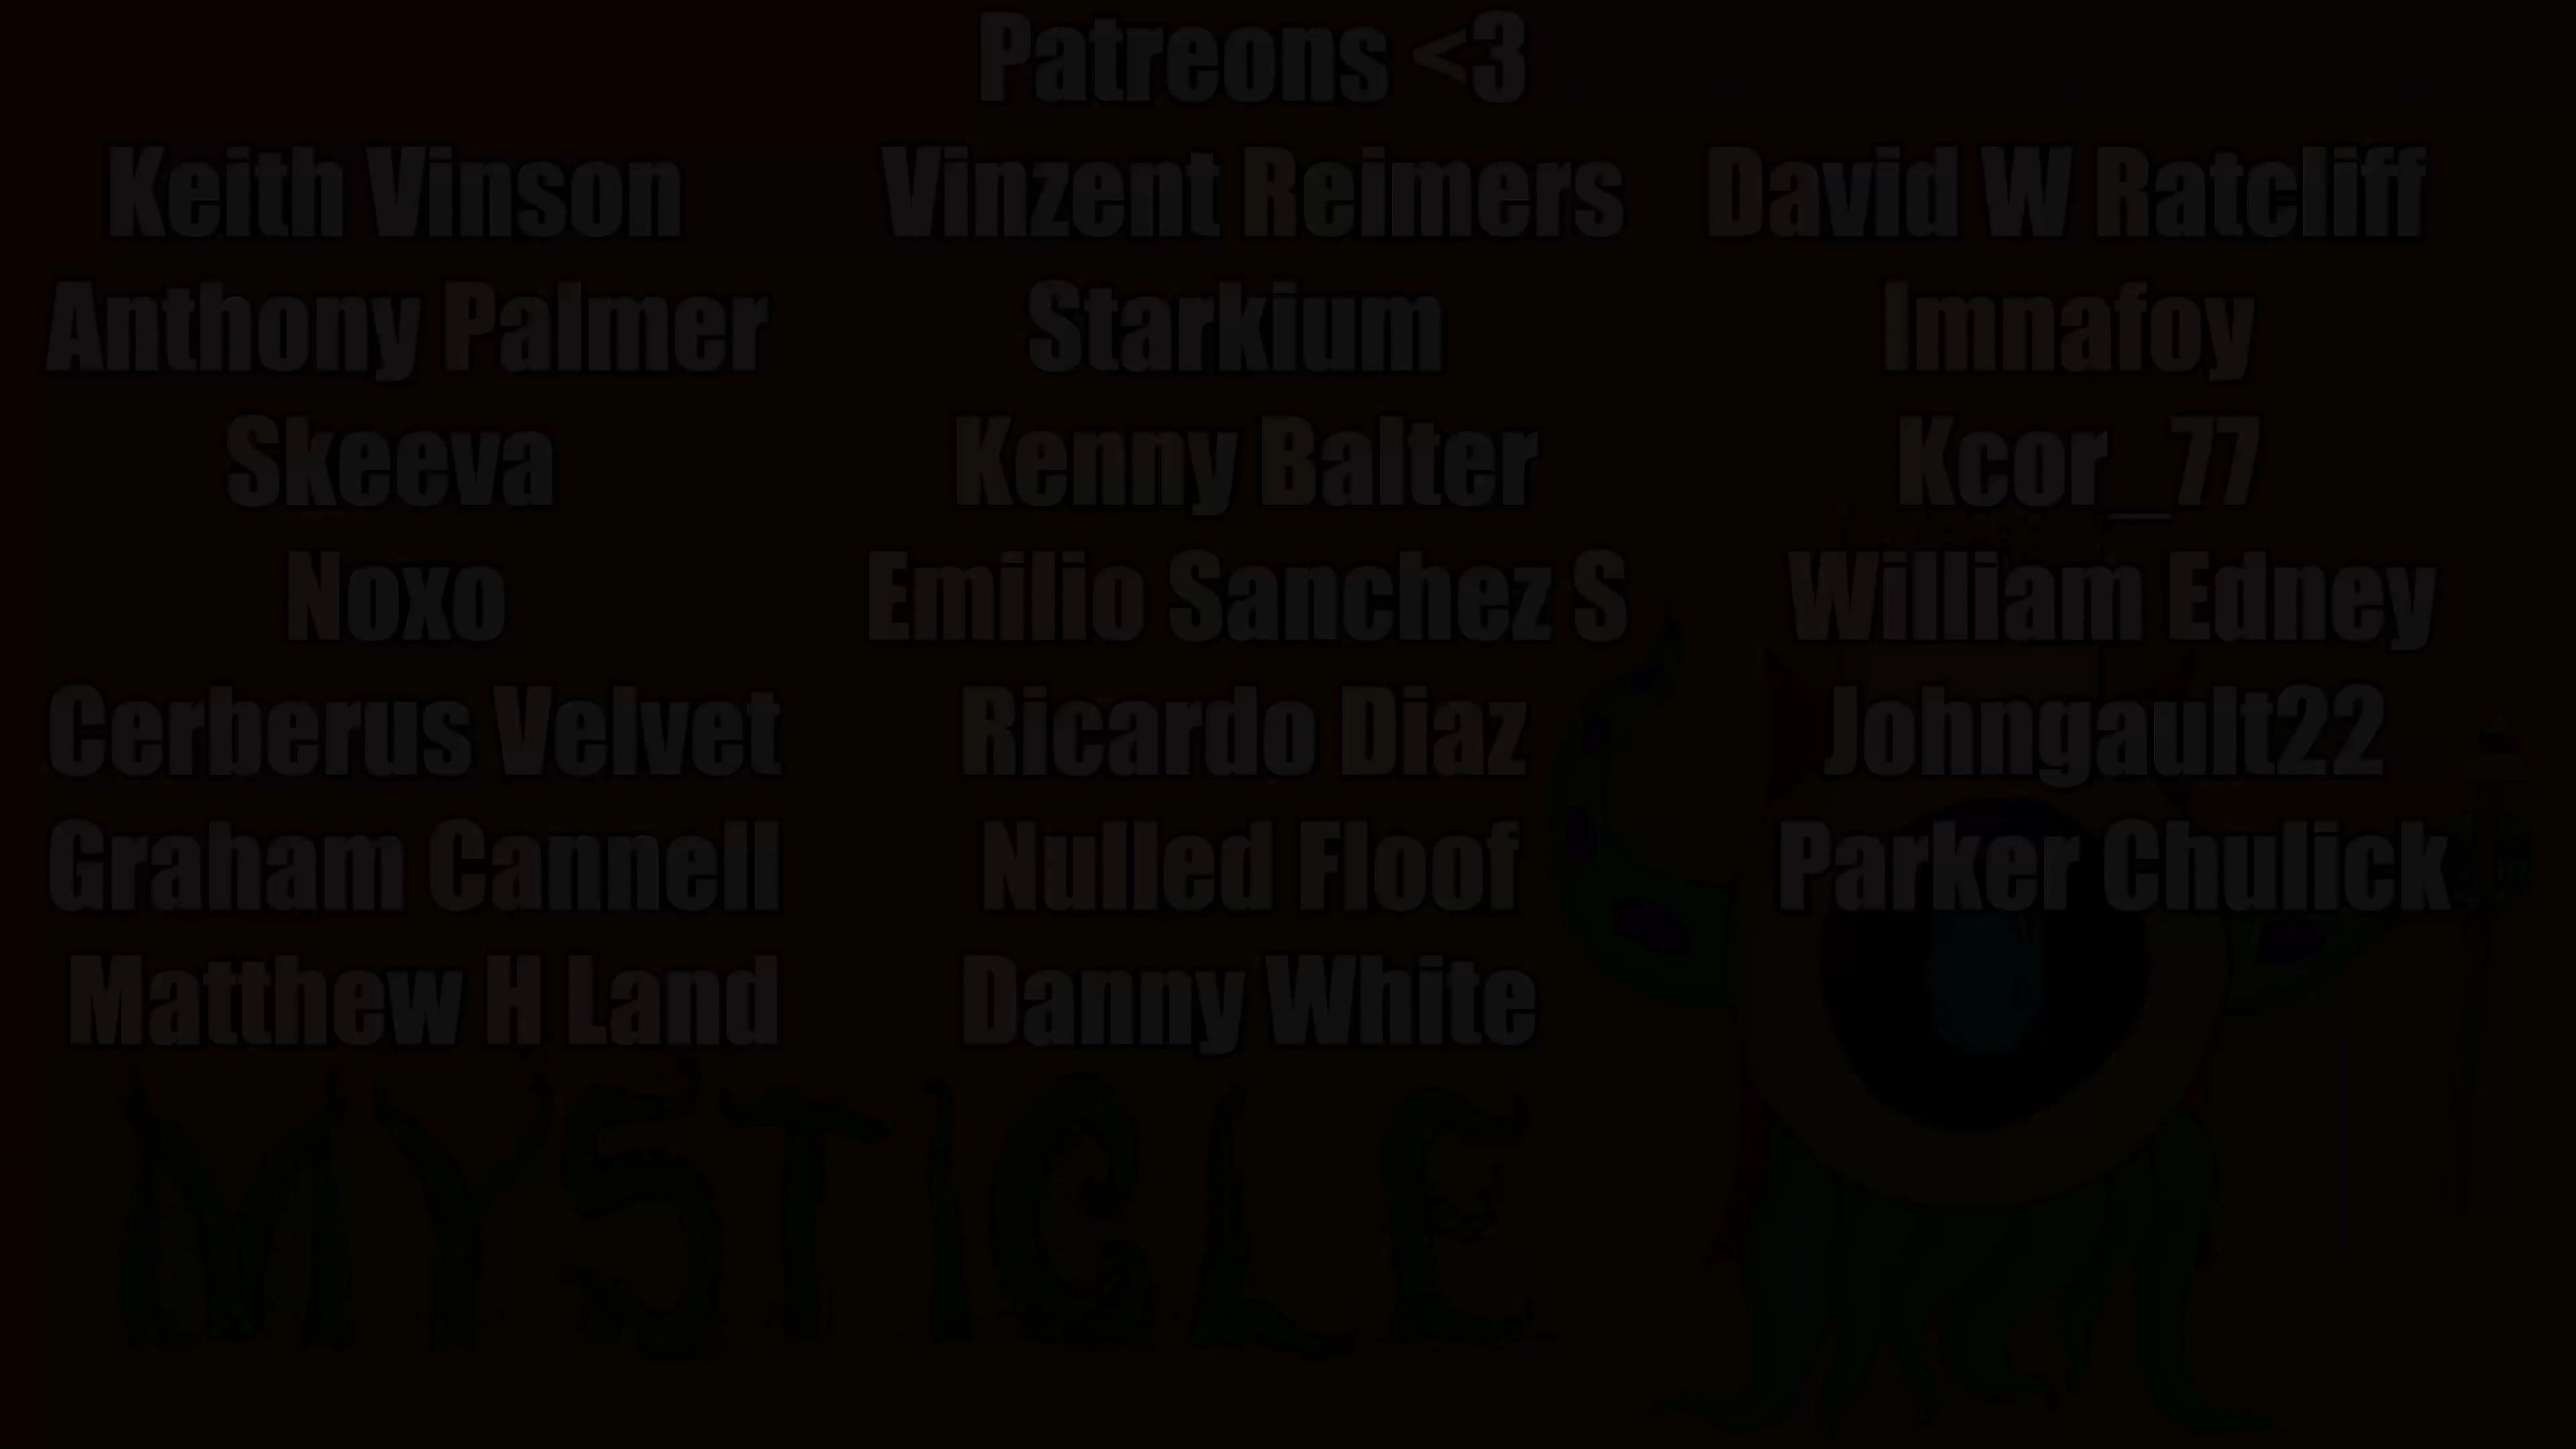 Patreons <3
Keith Vinson Vinzent Reimers David W Ratcliff
Anthony Palmer Starkium Imnafoy
Skeeva Kenny Balter Kcor_77
Noxo Emilio Sanchez S William Edney
Cerberus Velvet Ricardo Diaz Johngault22
Graham Cannell Nulled Floof Parker Chulick
Matthew H Land Danny White
MYSTICLE